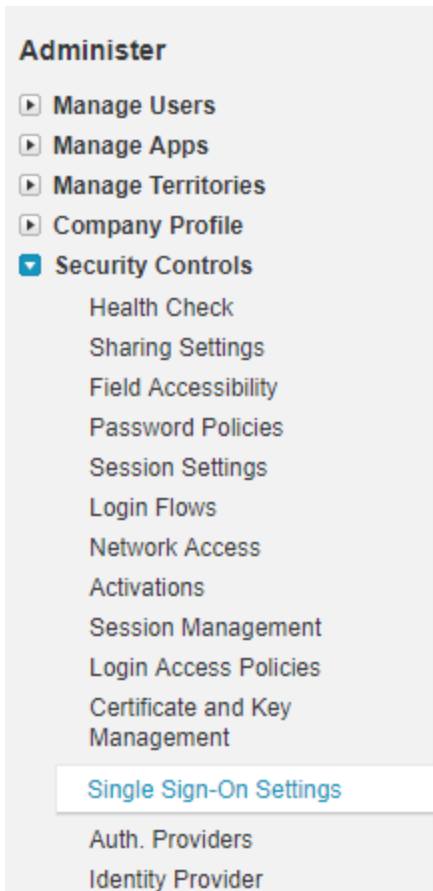 Administer
Manage Users
Manage Apps
Manage Territories
Company Profile
Security Controls
Health Check
Sharing Settings
Field Accessibility
Password Policies
Session Settings
Login Flows
Network Access
Activations
Session Management
Login Access Policies
Certificate and Key
Management
Single Sign-On Settings
Auth. Providers
Identity Provider